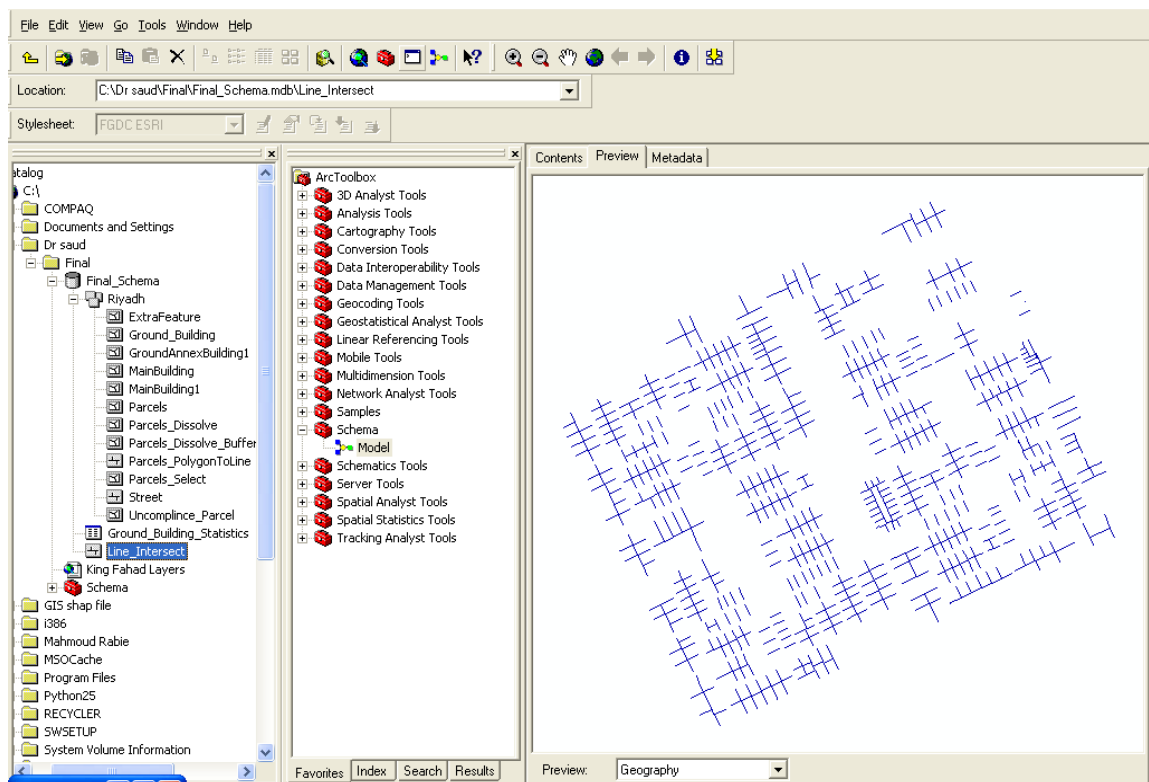 File Edit View Go Tools Window Help
Location: C:\Dr saud\Final\Final_Schema.mdb\Line_Intersect
Stylesheet: FGDC ESRI
atalog
C:\
COMPAQ
Documents and Settings
Dr saud
Final
Final_Schema
Riyadh
ExtraFeature
Ground_Building
GroundAnnexBuilding1
MainBuilding
MainBuilding1
Parcels
Parcels_Dissolve
Parcels_Dissolve_Buffer
Parcels_PolygonToLine
Parcels_Select
Street
Uncomplince_Parcel
Ground_Building_Statistics
Line_Intersect
King Fahad Layers
Schema
GIS shap file
i386
Mahmoud Rabie
MSOCache
Program Files
Python25
RECYCLER
SWSETUP
System Volume Information
ArcToolbox
3D Analyst Tools
Analysis Tools
Cartography Tools
Conversion Tools
Data Interoperability Tools
Data Management Tools
Geocoding Tools
Geostatistical Analyst Tools
Linear Referencing Tools
Mobile Tools
Multidimension Tools
Network Analyst Tools
Samples
Schema
Model
Schematics Tools
Server Tools
Spatial Analyst Tools
Spatial Statistics Tools
Tracking Analyst Tools
Favorites Index Search Results
Contents Preview Metadata
Preview: Geography